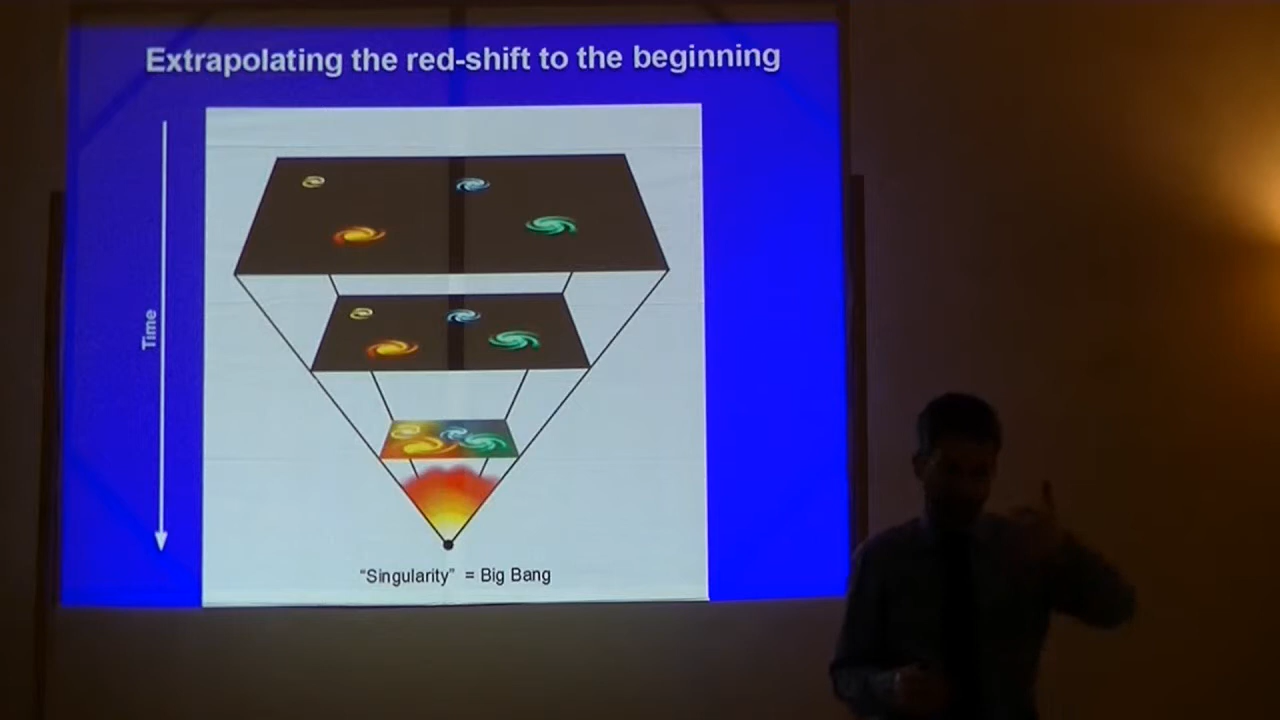 Extrapolating the red-shift to the beginning
Time
“Singularity” = Big Bang